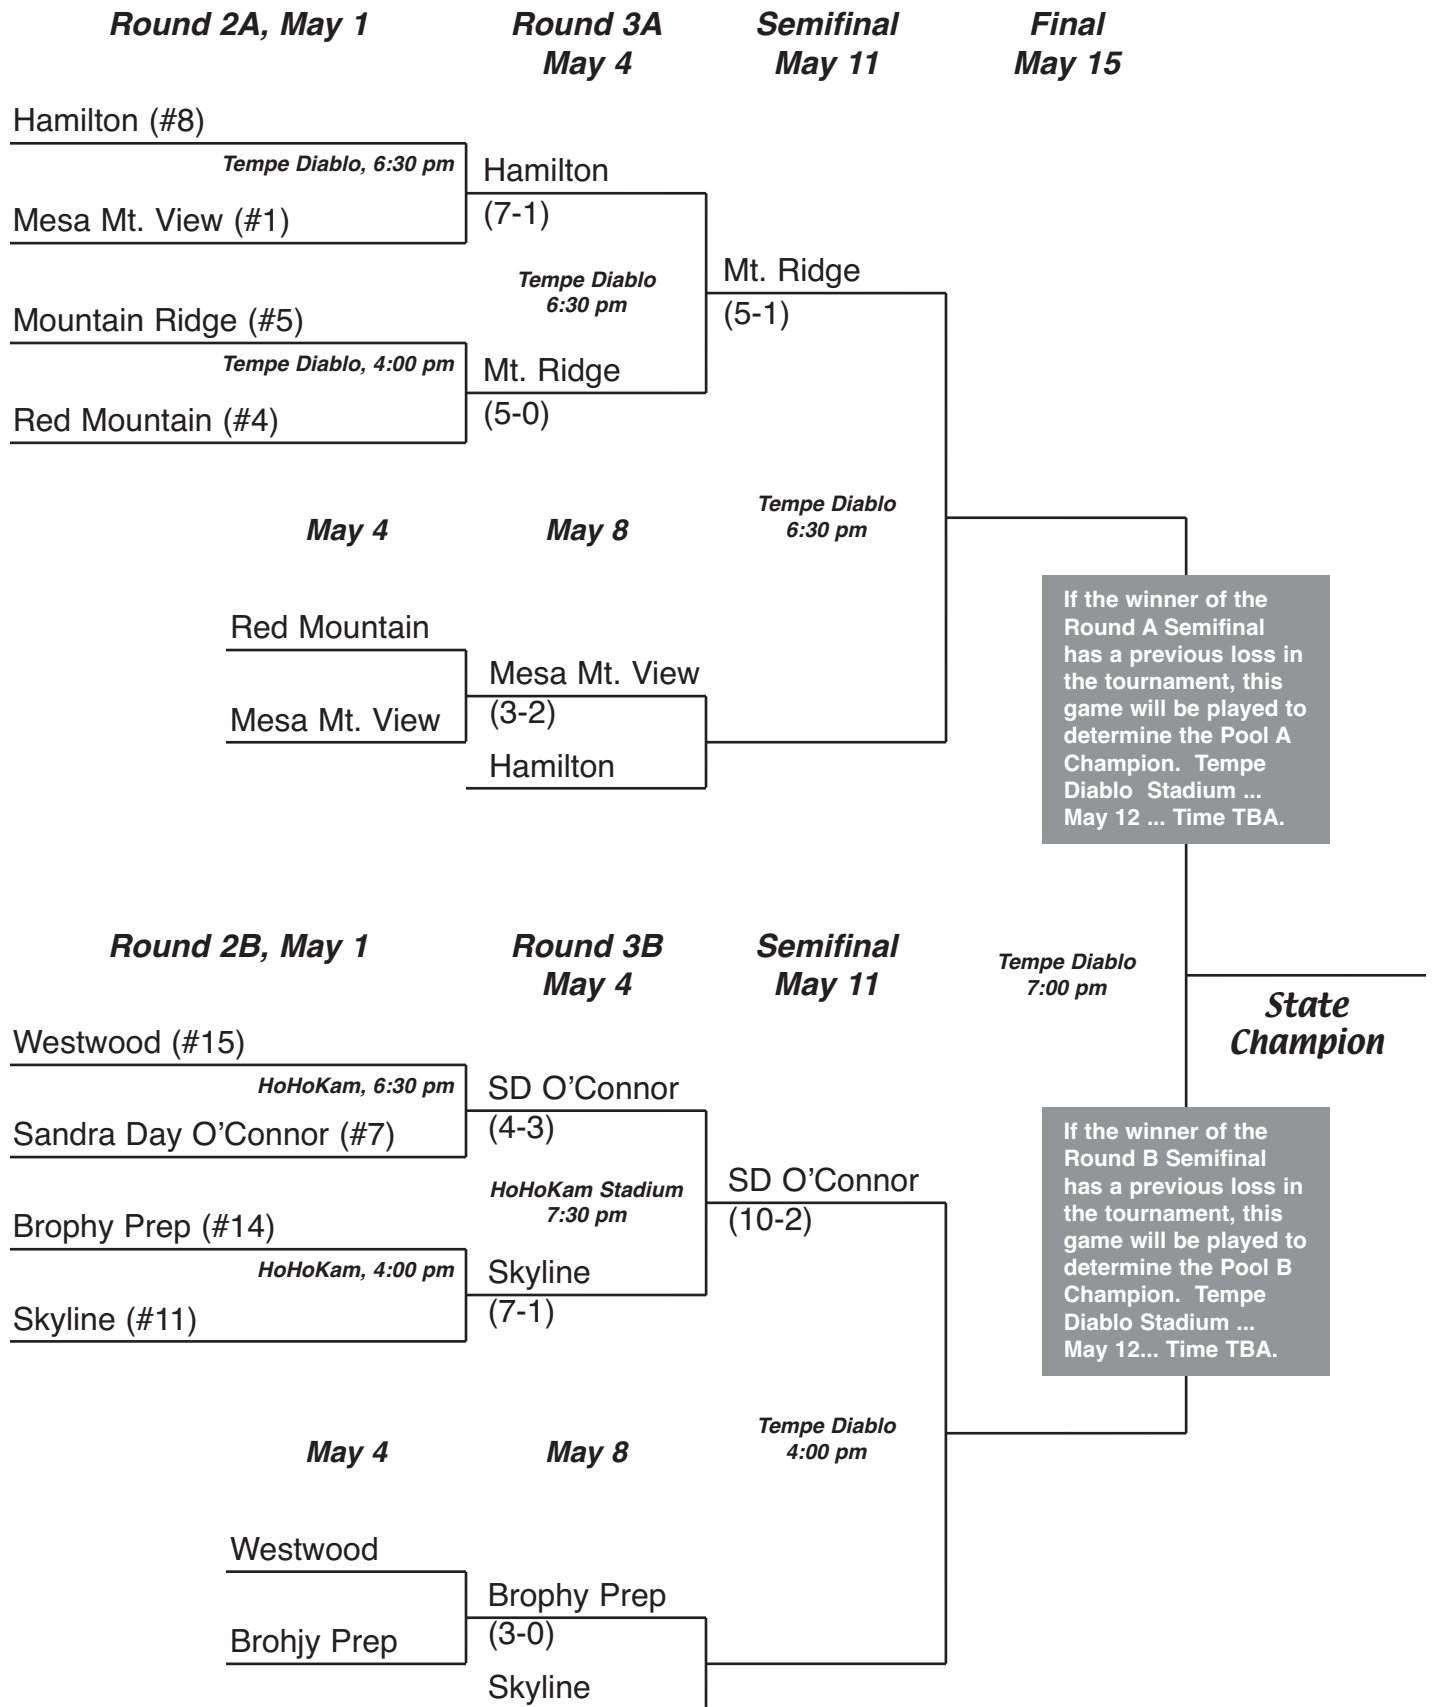 Round 2A, May 1
Round 3A
May 4
Semifinal
May 11
Final
May 15
Hamilton (#8)
Tempe Diablo, 6:30 pm
Mesa Mt. View (#1)
Hamilton
(7-1)
Tempe Diablo
6:30 pm
Mountain Ridge (#5)
Tempe Diablo, 4:00 pm
Red Mountain (#4)
Mt. Ridge
(5-0)
Mt. Ridge
(5-1)
Tempe Diablo
6:30 pm
May 4
May 8
Red Mountain
Mesa Mt. View
Mesa Mt. View
(3-2)
Hamilton
If the winner of the
Round A Semifinal
has a previous loss in
the tournament, this
game will be played to
determine the Pool A
Champion. Tempe
Diablo Stadium ...
May 12 ... Time TBA.
Round 2B, May 1
Round 3B
May 4
Semifinal
May 11
Tempe Diablo
7:00 pm
State
Champion
Westwood (#15)
HoHoKam, 6:30 pm
Sandra Day O'Connor (#7)
SD O'Connor
(4-3)
HoHoKam Stadium
7:30 pm
Brophy Prep (#14)
HoHoKam, 4:00 pm
Skyline (#11)
Skyline
(7-1)
SD O'Connor
(10-2)
If the winner of the
Round B Semifinal
has a previous loss in
the tournament, this
game will be played to
determine the Pool B
Champion. Tempe
Diablo Stadium ...
May 12... Time TBA.
Tempe Diablo
4:00 pm
May 4
May 8
Westwood
Brohjy Prep
Brophy Prep
(3-0)
Skyline